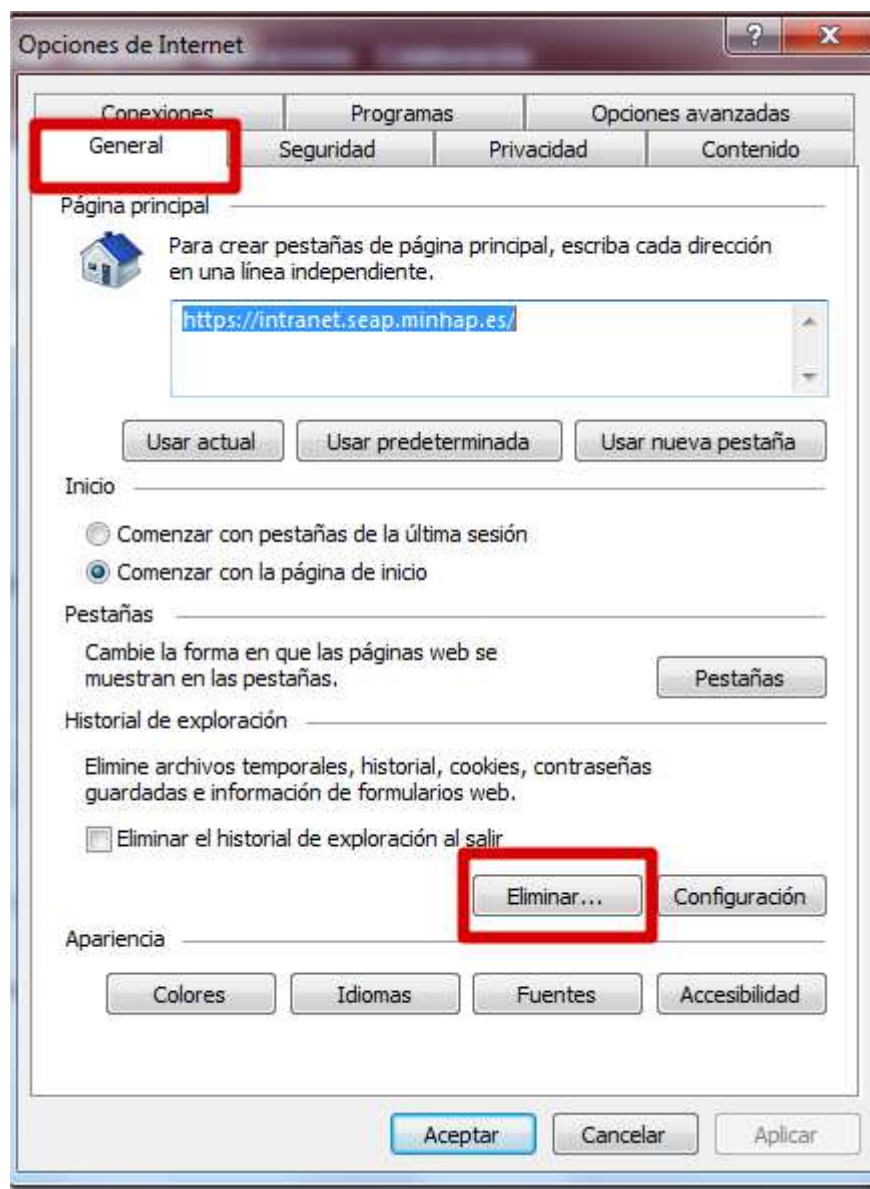 Opciones de Internet
Conexiones Programas Opciones avanzadas
General Seguridad Privacidad Contenido
Página principal
Para crear pestañas de página principal, escriba cada dirección
en una línea independiente.
https://intranet.seap.minhap.es/
Usar actual Usar predeterminada Usar nueva pestaña
Inicio
Comenzar con pestañas de la última sesión
Comenzar con la página de inicio
Pestañas
Cambie la forma en que las páginas web se
muestran en las pestañas.
Pestañas
Historial de exploración
Elimine archivos temporales, historial, cookies, contraseñas
guardadas e información de formularios web.
Eliminar el historial de exploración al salir
Eliminar... Configuración
Apariencia
Colores Idiomas Fuentes Accesibilidad
Aceptar Cancelar Aplicar